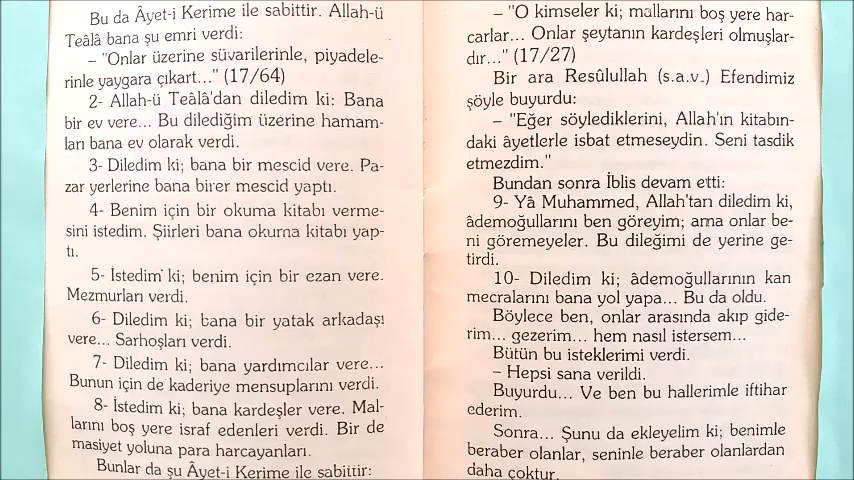 Bu da Âyet-i Kerime ile sabittir. Allah-ü
Teâlâ bana şu emri verdi:
– "Onlar üzerine süvarilerinle, piyadele-
rinle yaygara çıkart..." (17/64)
2- Allah-ü Teâlâ'dan diledim ki: Bana
bir ev vere... Bu dilediğim üzerine hamam-
ları bana ev olarak verdi.
3- Diledim ki; bana bir mescid vere. Pa-
zar yerlerine bana birer mescid yaptı.
4- Benim için bir okuma kitabı verme-
sini istedim. Şiirleri bana okuma kitabı yap-
tı.
5- İstedim ki; benim için bir ezan vere.
Mezmurları verdi.
6- Diledim ki; bana bir yatak arkadaşı
vere... Sarhoşları verdi.
7- Diledim ki; bana yardımcılar vere...
Bunun için de kaderiye mensuplarını verdi.
8- İstedim ki; bana kardeşler vere. Mal-
larını boş yere israf edenleri verdi. Bir de
masiyet yoluna para harcayanları.
Bunlar da şu Âyet-i Kerime ile sabittir:
– "O kimseler ki; mallarını boş yere har-
carlar... Onlar şeytanın kardeşleri olmuşlar-
dır..." (17/27)
Bir ara Resûlullah (s.a.v.) Efendimiz
şöyle buyurdu:
– "Eğer söylediklerini, Allah'ın kitabın-
daki âyetlerle isbat etmeseydin. Seni tasdik
etmezdim."
Bundan sonra İblis devam etti:
9- Yâ Muhammed, Allah'tan diledim ki,
âdemoğullarını ben göreyim; ama onlar be-
ni göremeyeler. Bu dileğimi de yerine ge-
tirdi.
10- Diledim ki; âdemoğullarının kan
mecralarını bana yol yapa... Bu da oldu.
Böylece ben, onlar arasında akıp gide-
rim... gezerim... hem nasıl istersem...
Bütün bu isteklerimi verdi.
– Hepsi sana verildi.
Buyurdu... Ve ben bu hallerimle iftihar
ederim.
Sonra... Şunu da ekleyelim ki; benimle
beraber olanlar, seninle beraber olanlardan
daha çoktur.